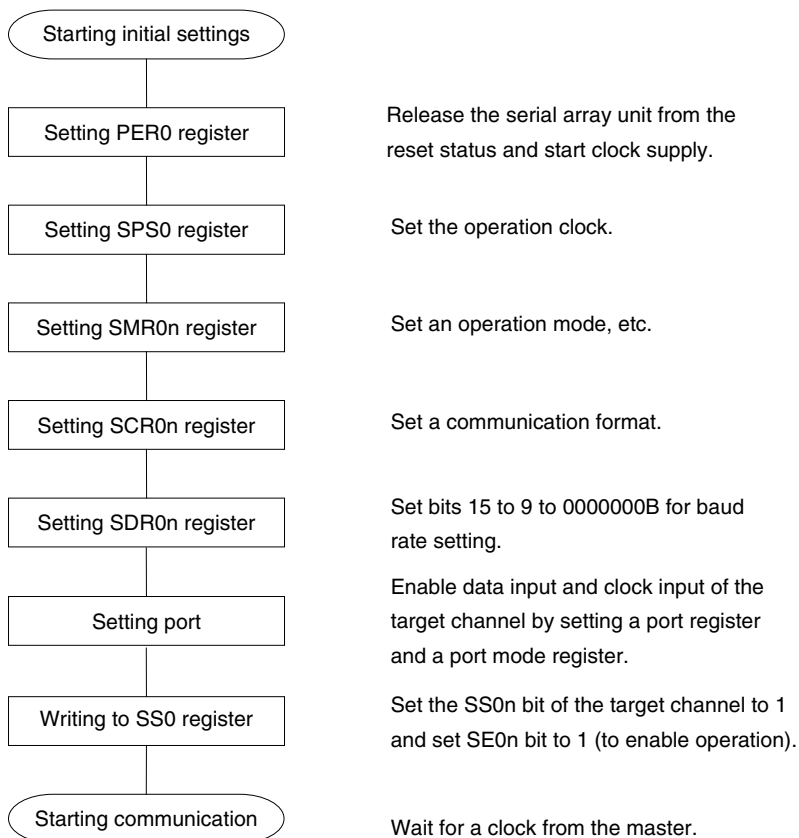 Starting initial settings
Setting PER0 register
Release the serial array unit from the
reset status and start clock supply.
Setting SPS0 register
Set the operation clock.
Setting SMR0n register
Set an operation mode, etc.
Setting SCR0n register
Set a communication format.
Setting SDR0n register
Set bits 15 to 9 to 0000000B for baud
rate setting.
Setting port
Enable data input and clock input of the
target channel by setting a port register
and a port mode register.
Writing to SS0 register
Set the SS0n bit of the target channel to 1
and set SE0n bit to 1 (to enable operation).
Starting communication
Wait for a clock from the master.